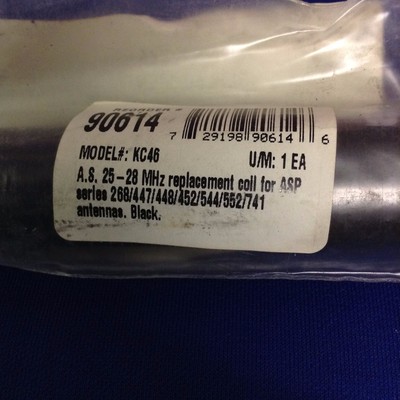 REORDER #
90614
7 29198 90614 6
MODEL#: KC46 U/M: 1 EA
A.S. 25-28 MHz replacement coil for ASP
series 268/447/448/452/544/552/741
antennas. Black.